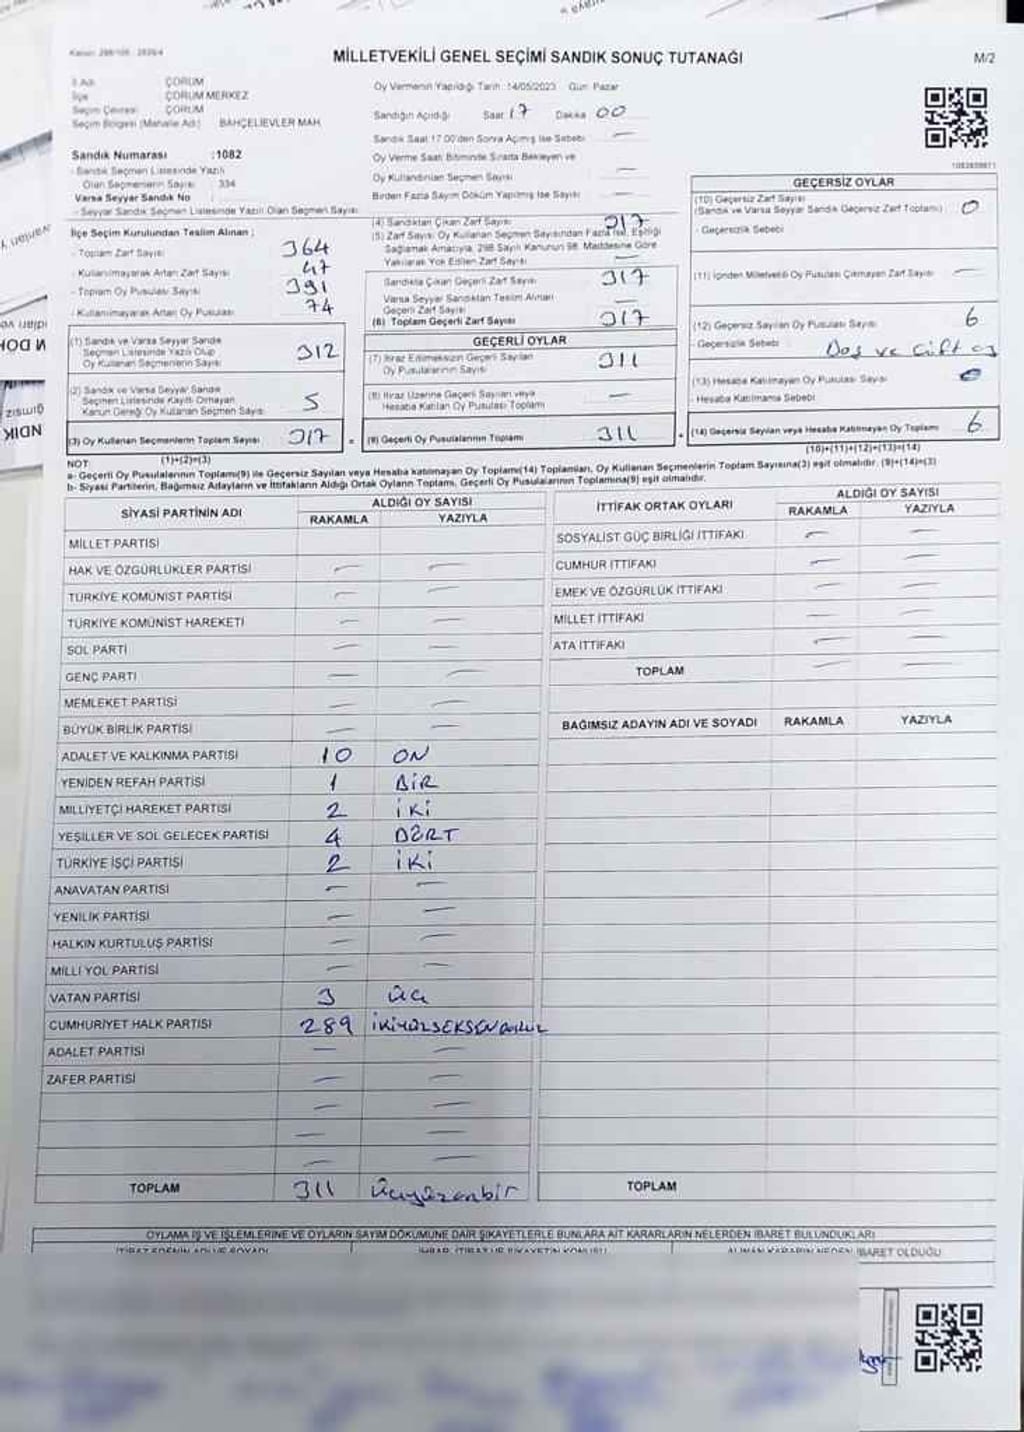 MİLLETVEKİLİ GENEL SEÇİMİ SANDIK SONUÇ TUTANAĞI
M/2
İl Adı ÇORUM
İlçe ÇORUM MERKEZ
Seçim Çevresi ÇORUM
Seçim Bölgesi (Mahalle Adı) BAHÇELİEVLER MAH.
Sandık Numarası :1082
- Sandık Seçmen Listesinde Yazılı
Olan Seçmenlerin Sayısı : 334
Varsa Seyyar Sandık No
- Seyyar Sandık Seçmen Listesinde Yazılı Olan Seçmen Sayısı
İlçe Seçim Kurulundan Teslim Alınan ;
- Toplam Zarf Sayısı 364
- Kullanılmayarak Artan Zarf Sayısı 47
- Toplam Oy Pusulası Sayısı 391
- Kullanılmayarak Artan Oy Pusulası 74
(1) Sandık ve Varsa Seyyar Sandık
Seçmen Listesinde Yazılı Olup
Oy Kullanan Seçmenlerin Sayısı 312
(2) Sandık ve Varsa Seyyar Sandık
Seçmen Listesinde Kayıtlı Olmayan
Kanun Gereği Oy Kullanan Seçmen Sayısı 5
(3) Oy Kullanan Seçmenlerin Toplam Sayısı 317
(1)+(2)=(3)
Oy Vermenin Yapıldığı Tarih :14/05/2023 Gün: Pazar
Sandığın Açıldığı Saat 17 Dakika 00
Sandık Saat 17:00'den Sonra Açılmış İse Sebebi —
Oy Verme Saati Bitiminde Sırada Bekleyen ve
Oy Kullandırılan Seçmen Sayısı —
Birden Fazla Sayım Döküm Yapılmış İse Sayısı —
(4) Sandıktan Çıkan Zarf Sayısı 317
(5) Zarf Sayısı Oy Kullanan Seçmen Sayısından Fazla ise, Eşitliği
Sağlamak Amacıyla, 298 Sayılı Kanunun 98. Maddesine Göre
Yakılarak Yok Edilen Zarf Sayısı —
Sandıkta Çıkan Geçerli Zarf Sayısı 317
Varsa Seyyar Sandıktan Teslim Alınan
Geçerli Zarf Sayısı —
(6) Toplam Geçerli Zarf Sayısı 317
GEÇERLİ OYLAR
(7) İtiraz Edilmeksizin Geçerli Sayılan
Oy Pusulalarının Sayısı 311
(8) İtiraz Üzerine Geçerli Sayılan veya
Hesaba Katılan Oy Pusulası Toplamı —
= (9) Geçerli Oy Pusulalarının Toplamı 311
GEÇERSİZ OYLAR
(10) Geçersiz Zarf Sayısı
(Sandık ve Varsa Seyyar Sandık Geçersiz Zarf Toplamı) 0
- Geçersizlik Sebebi
(11) İçinden Milletvekili Oy Pusulası Çıkmayan Zarf Sayısı —
(12) Geçersiz Sayılan Oy Pusulası Sayısı 6
- Geçersizlik Sebebi Boş ve Çift oy
(13) Hesaba Katılmayan Oy Pusulası Sayısı 0
- Hesaba Katılmama Sebebi
+ (14) Geçersiz Sayılan veya Hesaba Katılmayan Oy Toplamı 6
(10)+(11)+(12)+(13)=(14)
NOT:
a- Geçerli Oy Pusulalarının Toplamı(9) ile Geçersiz Sayılan veya Hesaba katılmayan Oy Toplamı(14) Toplamları, Oy Kullanan Seçmenlerin Toplam Sayısına(3) eşit olmalıdır. (9)+(14)=(3)
b- Siyasi Partilerin, Bağımsız Adayların ve İttifakların Aldığı Ortak Oyların Toplamı, Geçerli Oy Pusulalarının Toplamına(9) eşit olmalıdır.
SİYASİ PARTİNİN ADI ALDIĞI OY SAYISI
RAKAMLA YAZIYLA
MİLLET PARTİSİ
HAK VE ÖZGÜRLÜKLER PARTİSİ — —
TÜRKİYE KOMÜNİST PARTİSİ — —
TÜRKİYE KOMÜNİST HAREKETİ — —
SOL PARTİ — —
GENÇ PARTİ — —
MEMLEKET PARTİSİ — —
BÜYÜK BİRLİK PARTİSİ — —
ADALET VE KALKINMA PARTİSİ 10 ON
YENİDEN REFAH PARTİSİ 1 BİR
MİLLİYETÇİ HAREKET PARTİSİ 2 İKİ
YEŞİLLER VE SOL GELECEK PARTİSİ 4 DÖRT
TÜRKİYE İŞÇİ PARTİSİ 2 İKİ
ANAVATAN PARTİSİ — —
YENİLİK PARTİSİ — —
HALKIN KURTULUŞ PARTİSİ — —
MİLLİ YOL PARTİSİ — —
VATAN PARTİSİ 3 Üç
CUMHURİYET HALK PARTİSİ 289 İKİYÜZSEKSENdokuz
ADALET PARTİSİ — —
ZAFER PARTİSİ — —
— —
— —
— —
TOPLAM 311 Üçyüzonbir
İTTİFAK ORTAK OYLARI ALDIĞI OY SAYISI
RAKAMLA YAZIYLA
SOSYALİST GÜÇ BİRLİĞİ İTTİFAKI — —
CUMHUR İTTİFAKI — —
EMEK VE ÖZGÜRLÜK İTTİFAKI — —
MİLLET İTTİFAKI — —
ATA İTTİFAKI — —
TOPLAM — —
BAĞIMSIZ ADAYIN ADI VE SOYADI RAKAMLA YAZIYLA
TOPLAM
OYLAMA İŞ VE İŞLEMLERİNE VE OYLARIN SAYIM DÖKÜMÜNE DAİR ŞİKAYETLERLE BUNLARA AİT KARARLARIN NELERDEN İBARET BULUNDUKLARI
İTİRAZ EDENİN ADI VE SOYADI İHBAR, İTİRAZ VE ŞİKAYETİN KONUSU ALINAN KARARIN NEDEN İBARET OLDUĞU